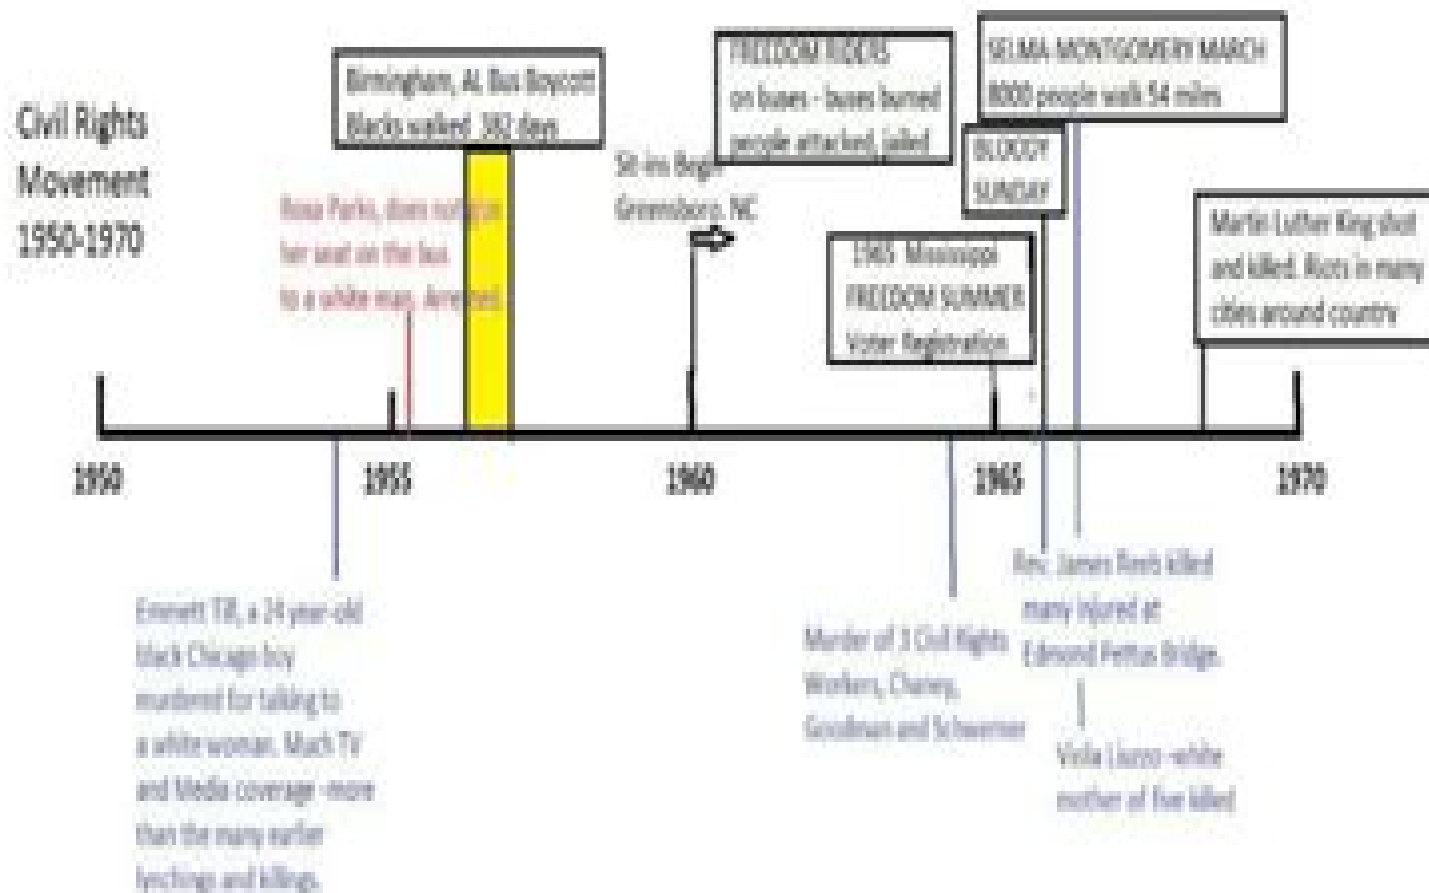 Civil Rights
Movement
1950-1970
Birmingham, AL Bus Boycott
Blacks walked 382 days
Rosa Parks, does not
her seat on the bus
to a white man. Arrested
Sit-ins Begin
Greensboro, NC
FREEDOM RIDERS
on buses - buses burned
people attacked, jailed
SELMA-MONTGOMERY MARCH
8000 people walk 54 miles
BLOODY
SUNDAY
1965 Mississippi
FREEDOM SUMMER
Voter Registration
Martin Luther King shot
and killed. Riots in many
cities around country
1950
1955
1960
1965
1970
Emmett Till, a 24 year-old
black Chicago boy
murdered for talking to
a white woman. Much TV
and Media coverage -more
than the many earlier
lynchings and killings.
Murder of 3 Civil Rights
Workers, Chaney,
Goodman and Schwerner
Rev. James Reeb killed
many injured at
Edmond Pettus Bridge.
Viola Liuzzo -white
mother of five killed